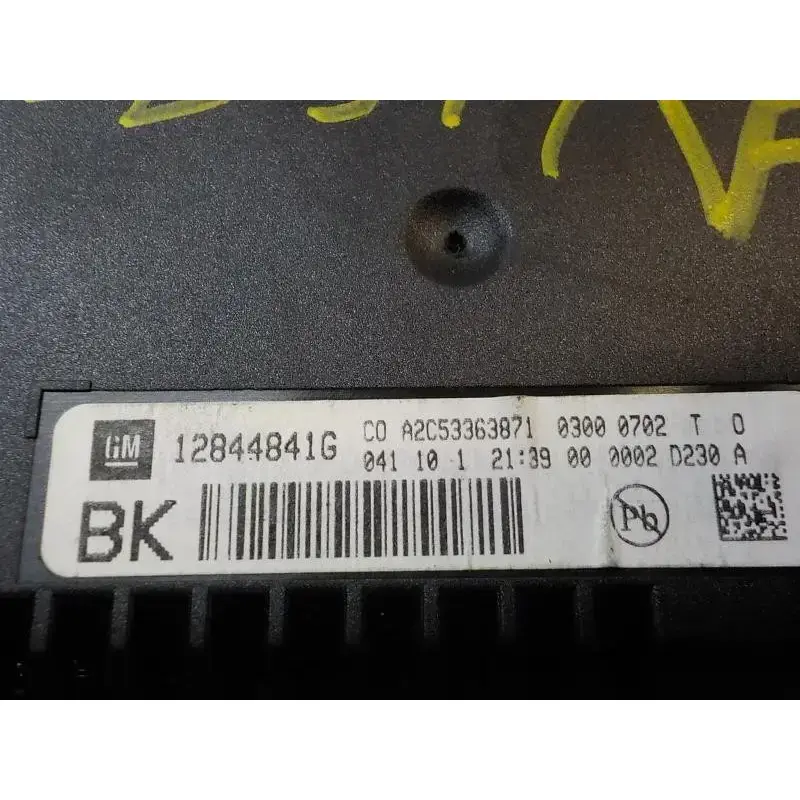 GM 12844841G CO A2C53363871 0300 0702 T 0
041 10 1 21:39 00 0002 D230 A
BK
Pb